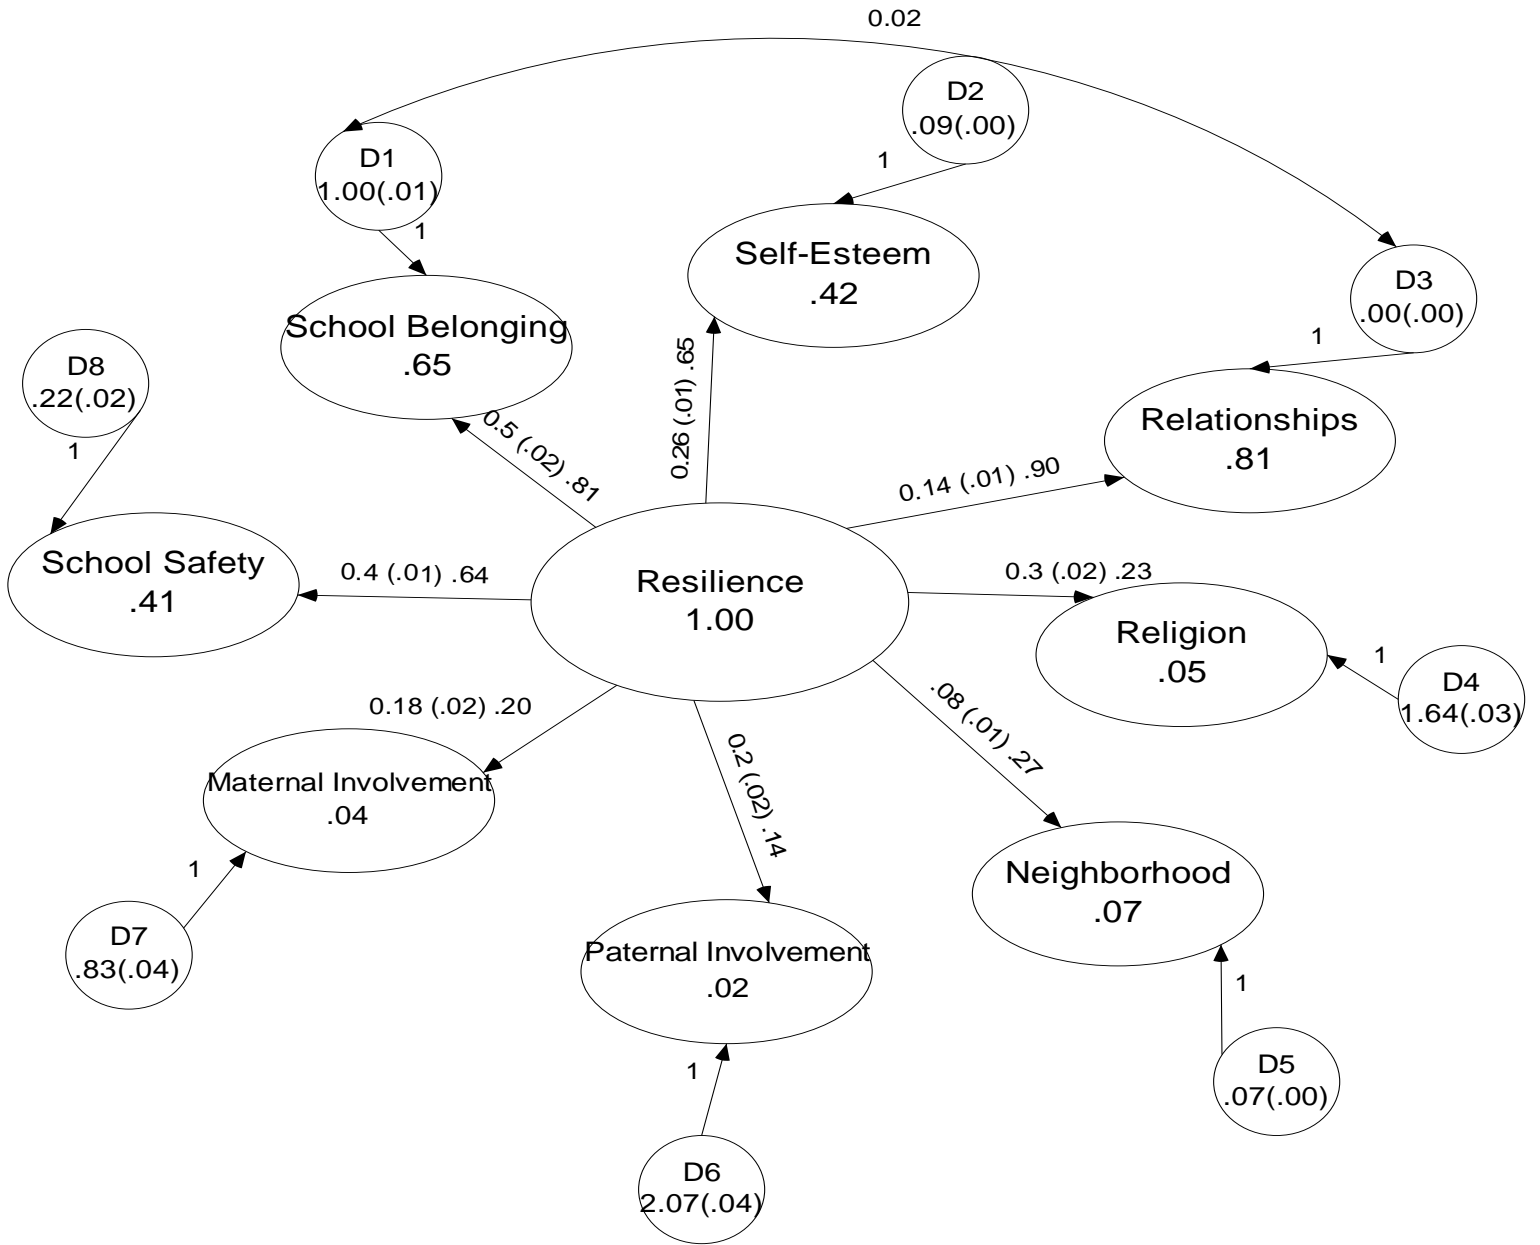 0.02
D2
.09(.00)
1
D1
1.00(.01)
1
Self-Esteem
.42
D3
.00(.00)
1
School Belonging
.65
D8
.22(.02)
1
0.26 (.01) .65
Relationships
.81
0.5 (.02) .81
0.14 (.01) .90
School Safety
.41
0.4 (.01) .64
Resilience
1.00
0.3 (.02) .23
Religion
.05
1
D4
1.64(.03)
0.18 (.02) .20
.08 (.01) .27
0.2 (.02) .14
Maternal Involvement
.04
1
D7
.83(.04)
Neighborhood
.07
Paternal Involvement
.02
1
D5
.07(.00)
1
D6
2.07(.04)